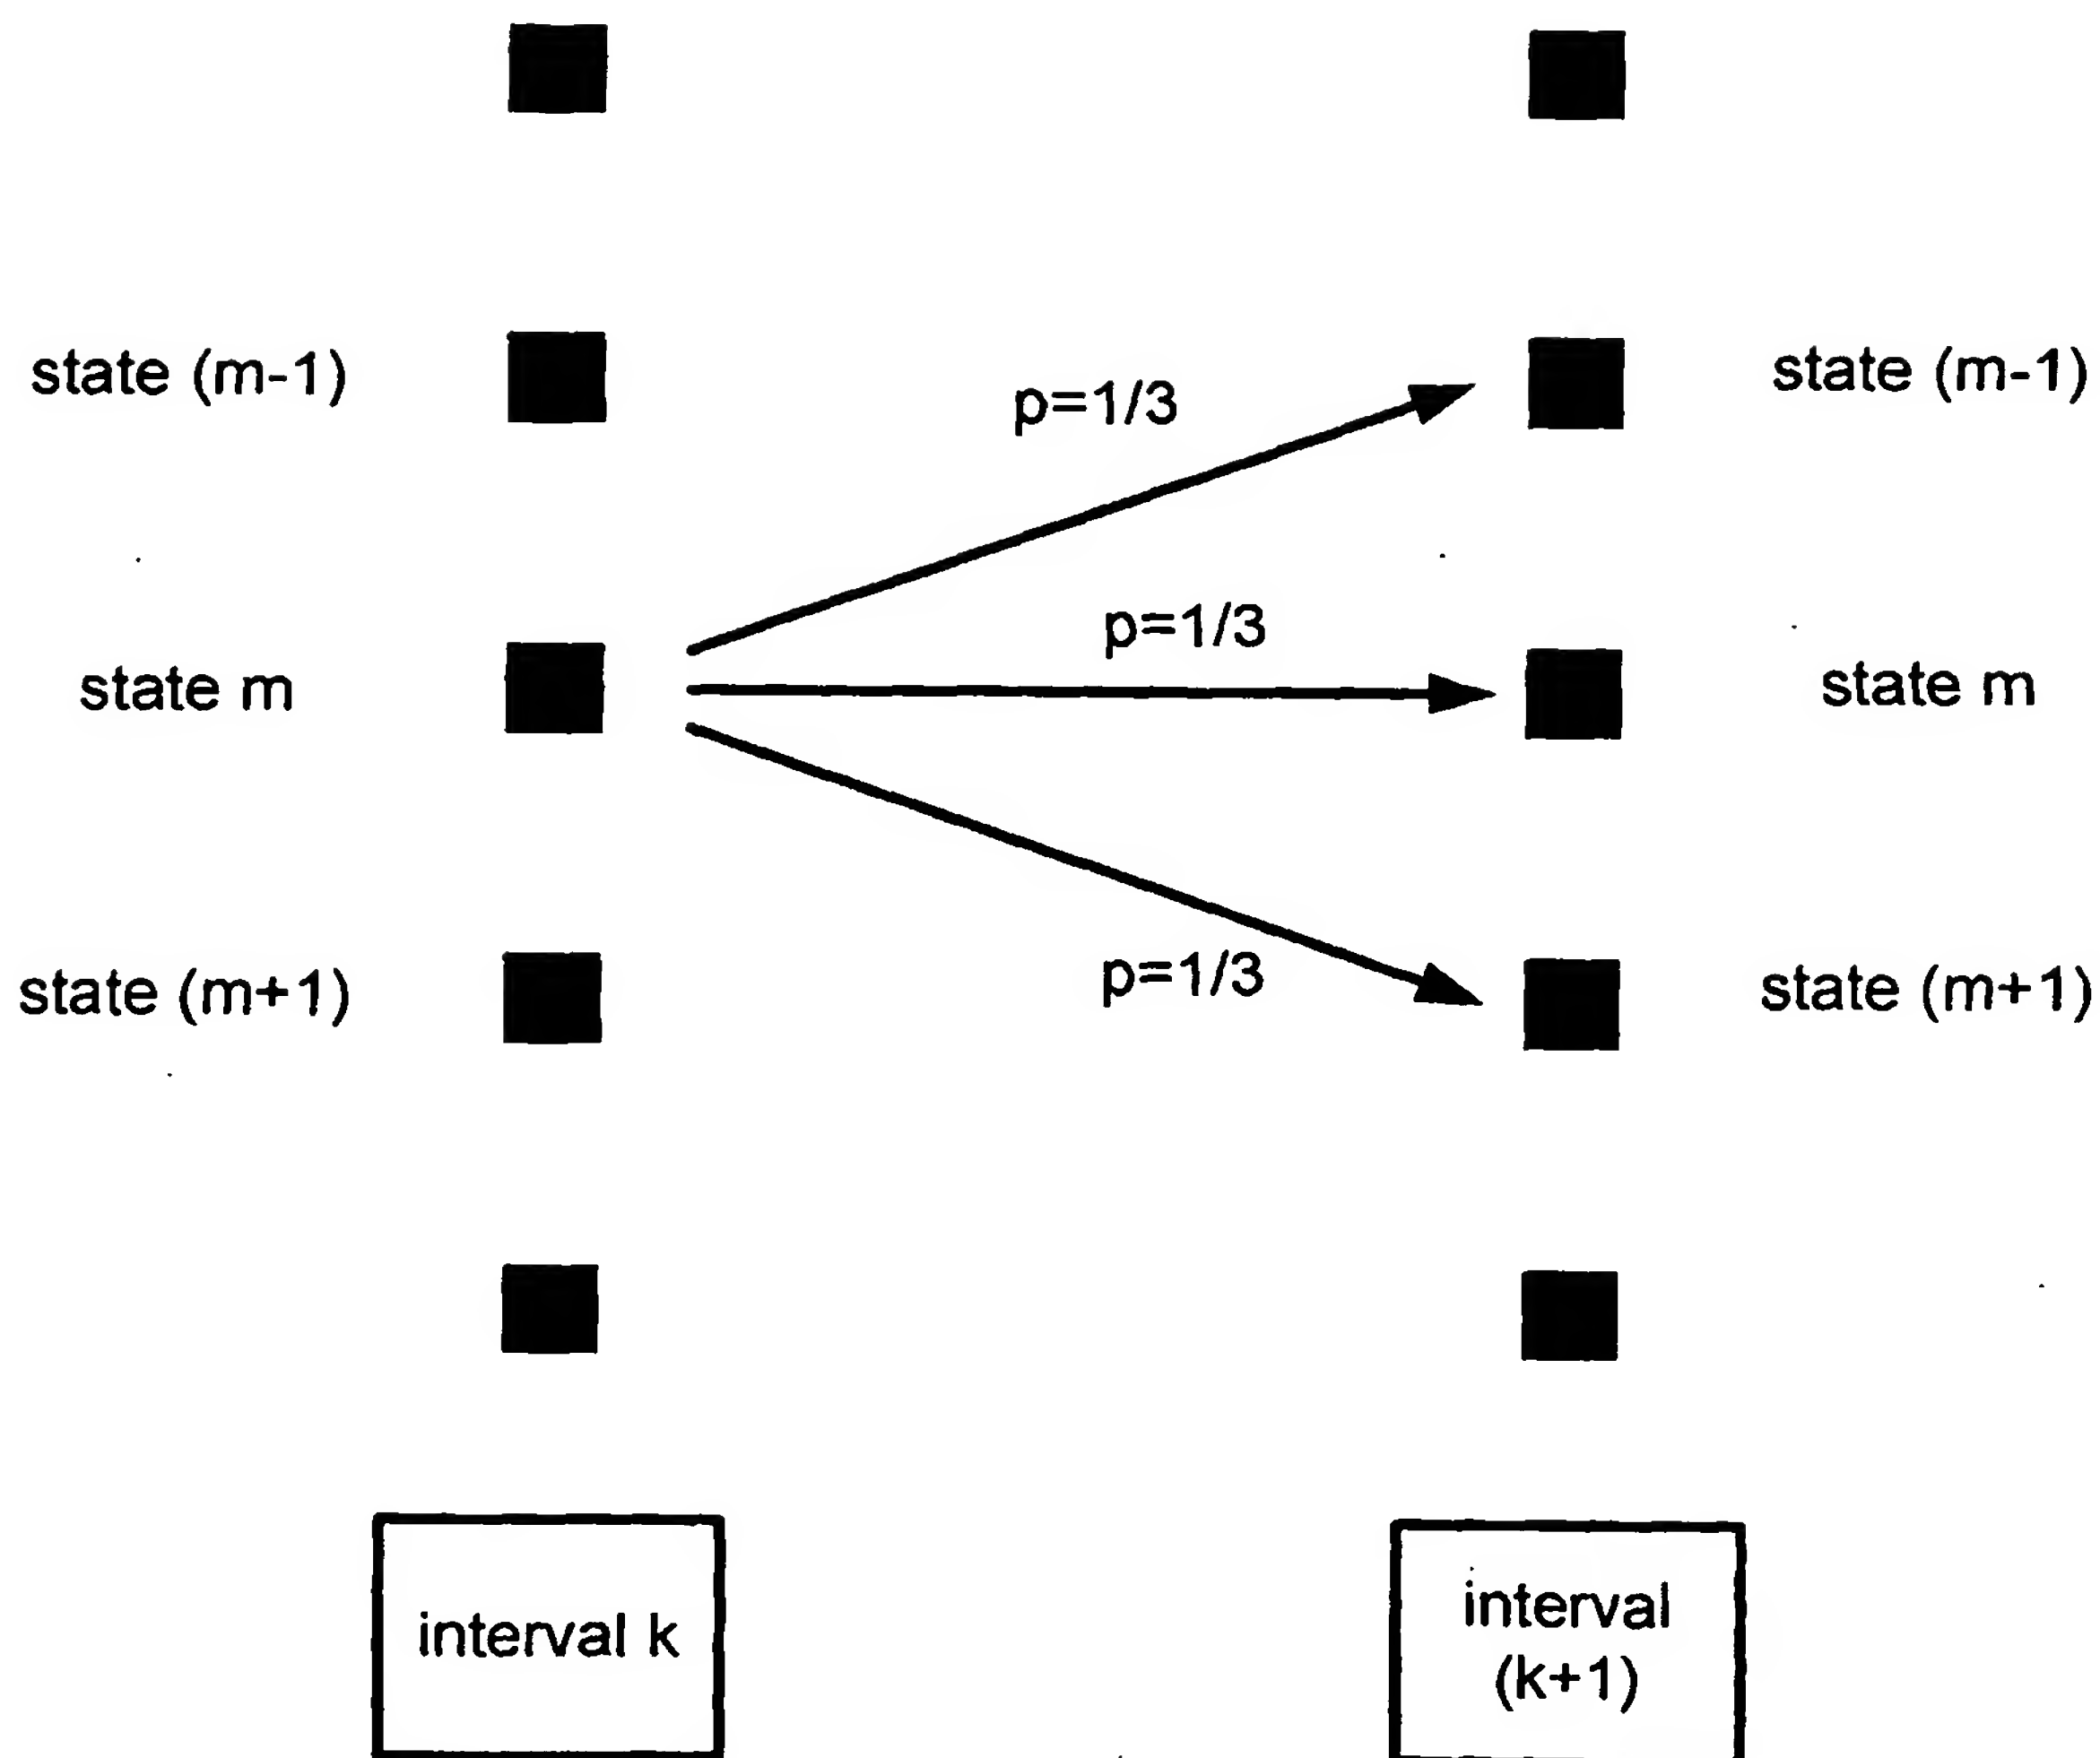 state (m-1)
p=1/3
state (m-1)
state m
p=1/3
state m
state (m+1)
p=1/3
state (m+1)
interval k
interval
(k+1)